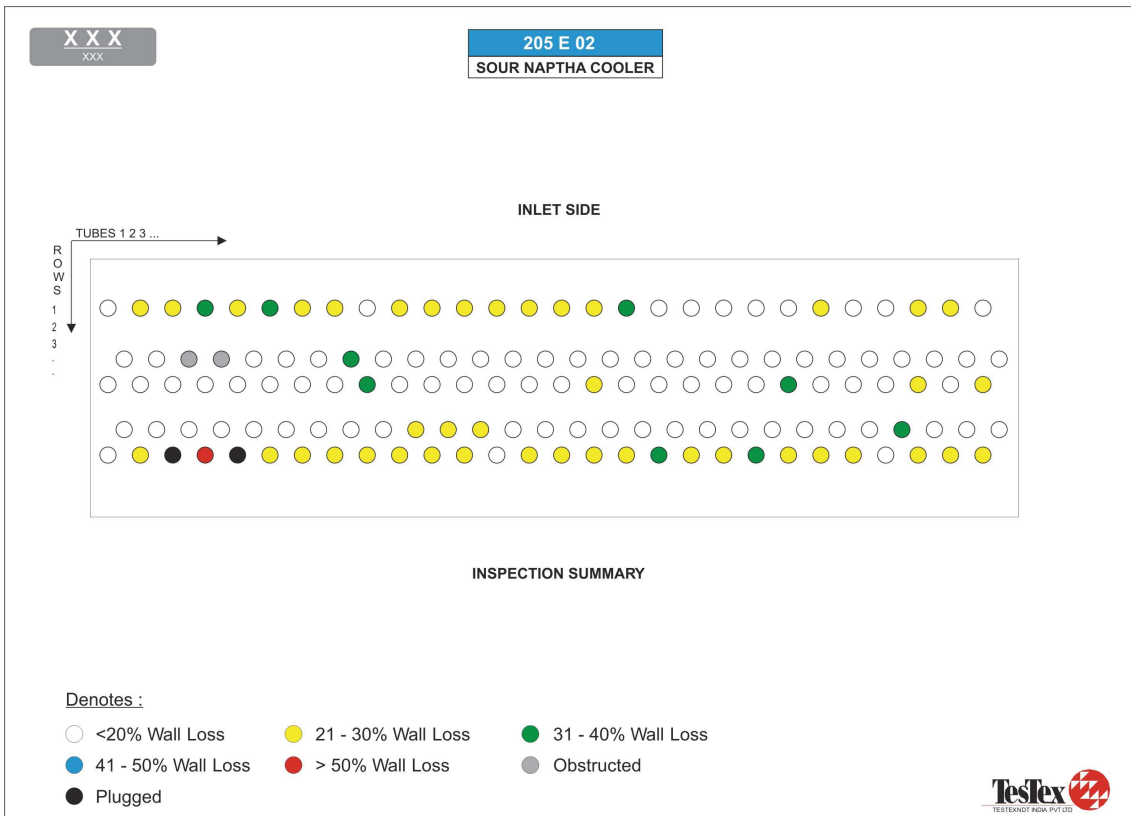 X X X
XXX
205 E 02
SOUR NAPTHA COOLER
INLET SIDE
TUBES 1 2 3 ...
R
O
W
S
1
2
3
.
.
INSPECTION SUMMARY
Denotes :
<20% Wall Loss
21 - 30% Wall Loss
31 - 40% Wall Loss
41 - 50% Wall Loss
> 50% Wall Loss
Obstructed
Plugged
TesTex
TESTEXNDT INDIA PVT LTD